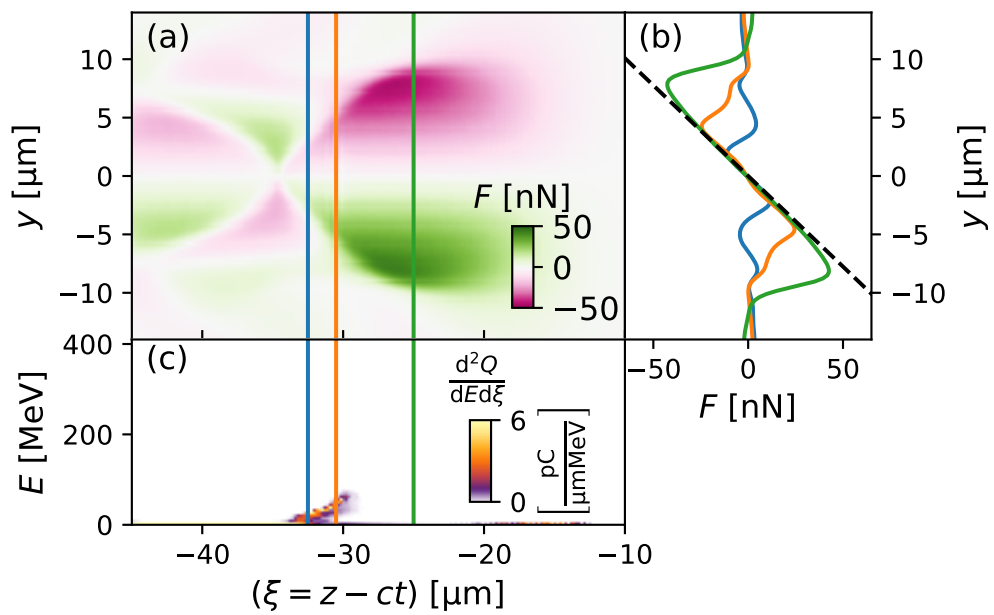 (a)
(b)
10
5
0
−5
−10
y [μm]
F [nN]
50
0
−50
10
5
0
−5
−10
y [μm]
−50 0 50
F [nN]
(c)
400
200
0
E [MeV]
d²Q
dEdξ
6
0
[pC
μmMeV]
−40 −30 −20 −10
(ξ = z − ct) [μm]